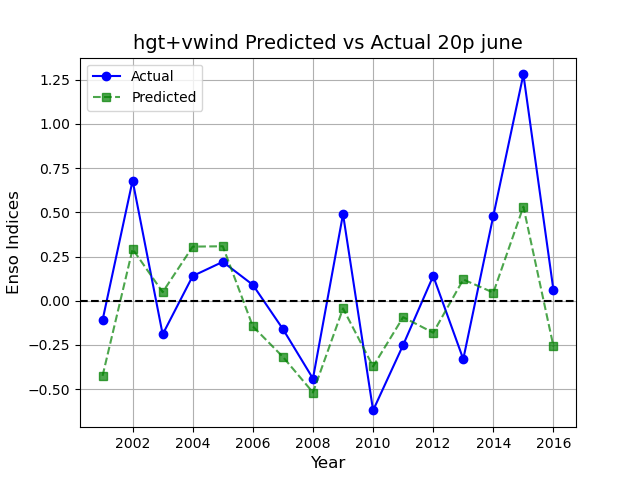 hgt+vwind Predicted vs Actual 20p june
Actual
Predicted
Enso Indices
1.25
1.00
0.75
0.50
0.25
0.00
−0.25
−0.50
2002 2004 2006 2008 2010 2012 2014 2016
Year